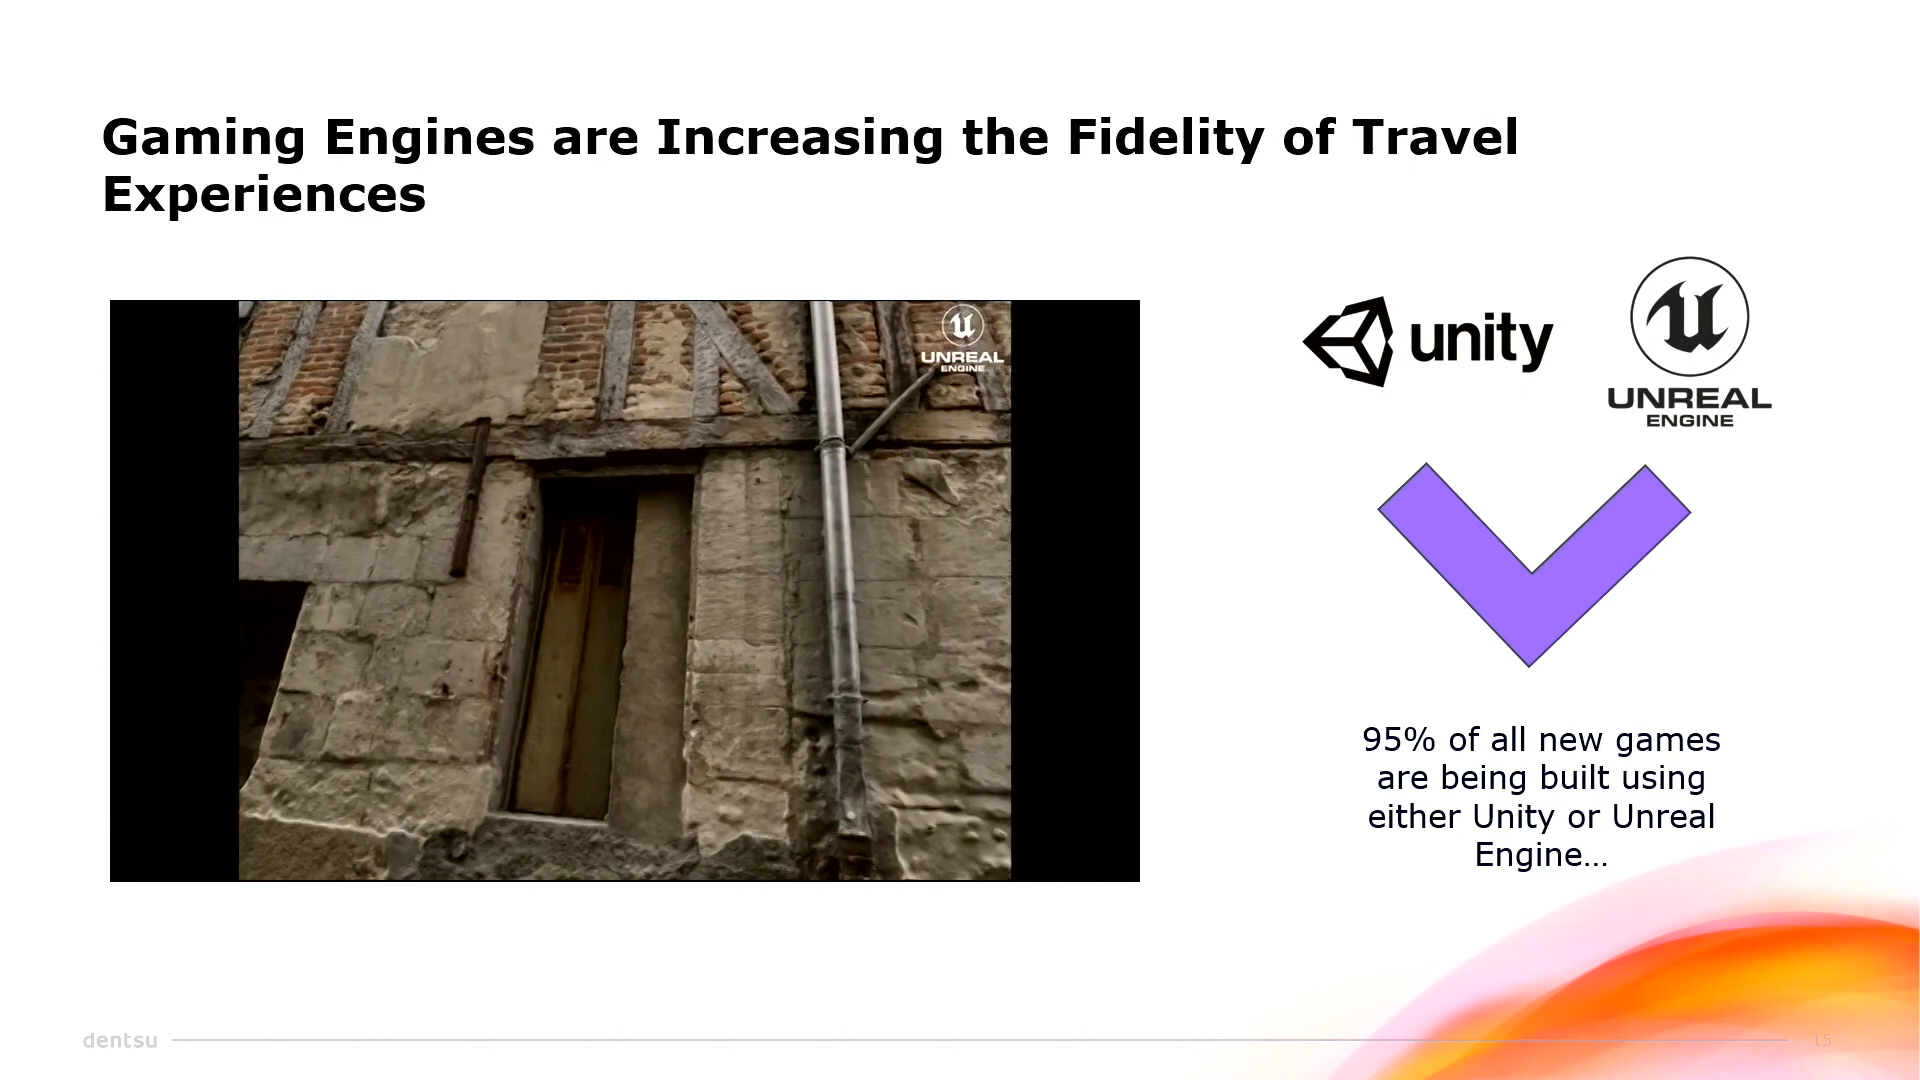 Gaming Engines are Increasing the Fidelity of Travel
Experiences
UNREAL
ENGINE
unity
UNREAL
ENGINE
95% of all new games
are being built using
either Unity or Unreal
Engine…
dentsu
15